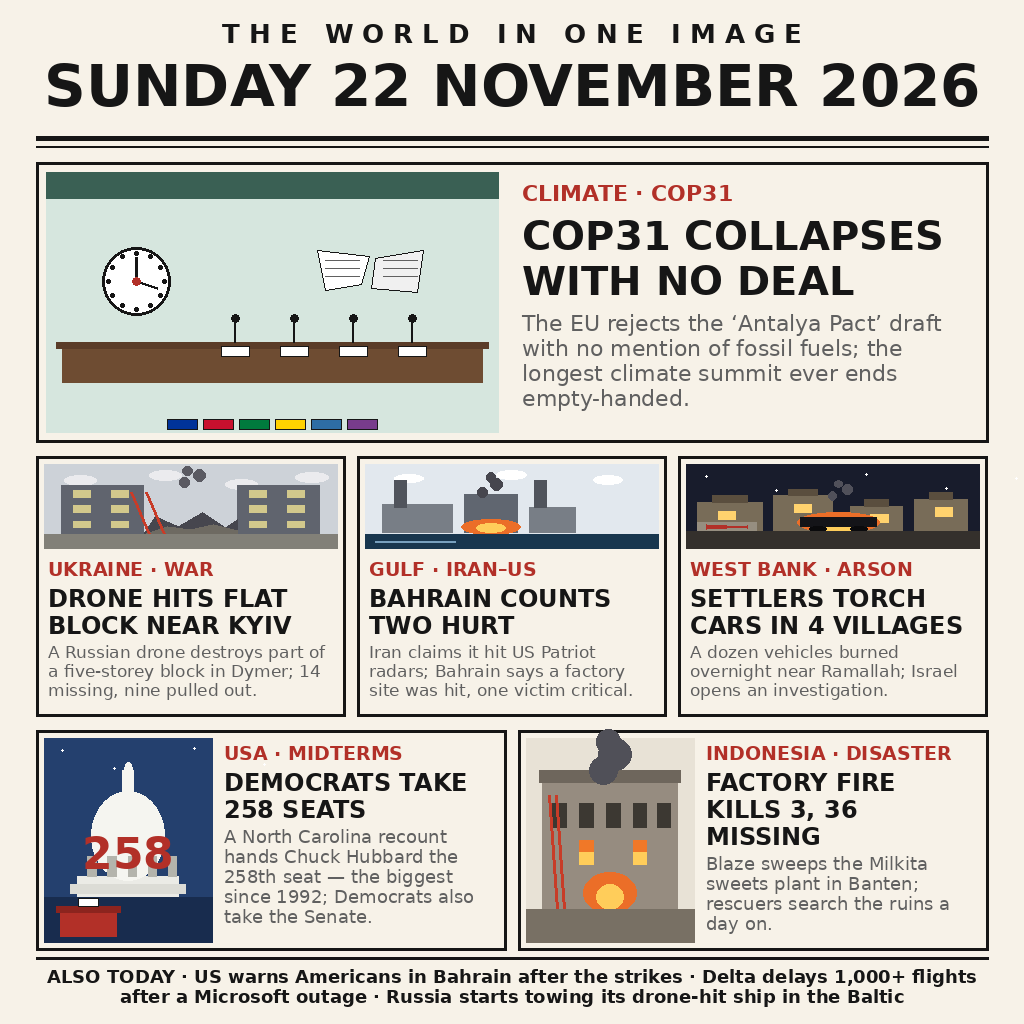 THE WORLD IN ONE IMAGE
SUNDAY 22 NOVEMBER 2026
CLIMATE · COP31
COP31 COLLAPSES
WITH NO DEAL
The EU rejects the ‘Antalya Pact’ draft
with no mention of fossil fuels; the
longest climate summit ever ends
empty-handed.
UKRAINE · WAR
DRONE HITS FLAT
BLOCK NEAR KYIV
A Russian drone destroys part of
a five-storey block in Dymer; 14
missing, nine pulled out.
GULF · IRAN–US
BAHRAIN COUNTS
TWO HURT
Iran claims it hit US Patriot
radars; Bahrain says a factory
site was hit, one victim critical.
WEST BANK · ARSON
SETTLERS TORCH
CARS IN 4 VILLAGES
A dozen vehicles burned
overnight near Ramallah; Israel
opens an investigation.
258
USA · MIDTERMS
DEMOCRATS TAKE
258 SEATS
A North Carolina recount
hands Chuck Hubbard the
258th seat — the biggest
since 1992; Democrats also
take the Senate.
INDONESIA · DISASTER
FACTORY FIRE
KILLS 3, 36
MISSING
Blaze sweeps the Milkita
sweets plant in Banten;
rescuers search the ruins a
day on.
ALSO TODAY · US warns Americans in Bahrain after the strikes · Delta delays 1,000+ flights
after a Microsoft outage · Russia starts towing its drone-hit ship in the Baltic